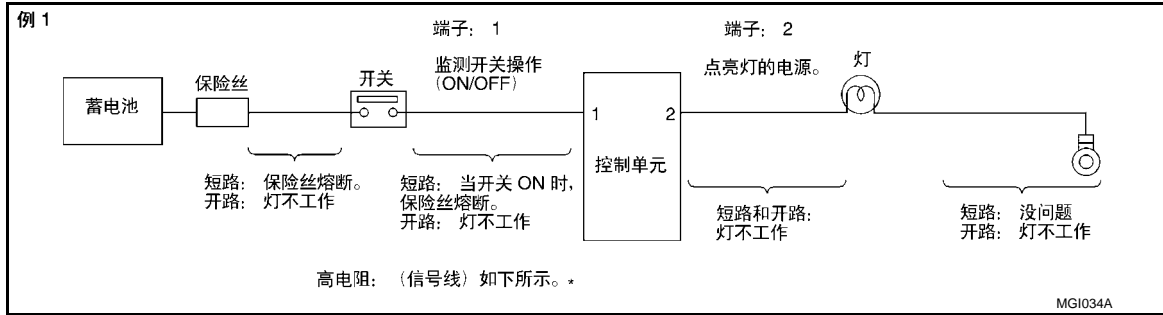 例 1
端子： 1
端子： 2
监测开关操作
(ON/OFF)
点亮灯的电源。
灯
保险丝
开关
蓄电池
1
2
控制单元
短路： 保险丝熔断。
开路： 灯不工作
短路： 当开关 ON 时，
保险丝熔断。
开路： 灯不工作
短路和开路：
灯不工作
短路： 没问题
开路： 灯不工作
高电阻： （信号线）如下所示。*
MGI034A